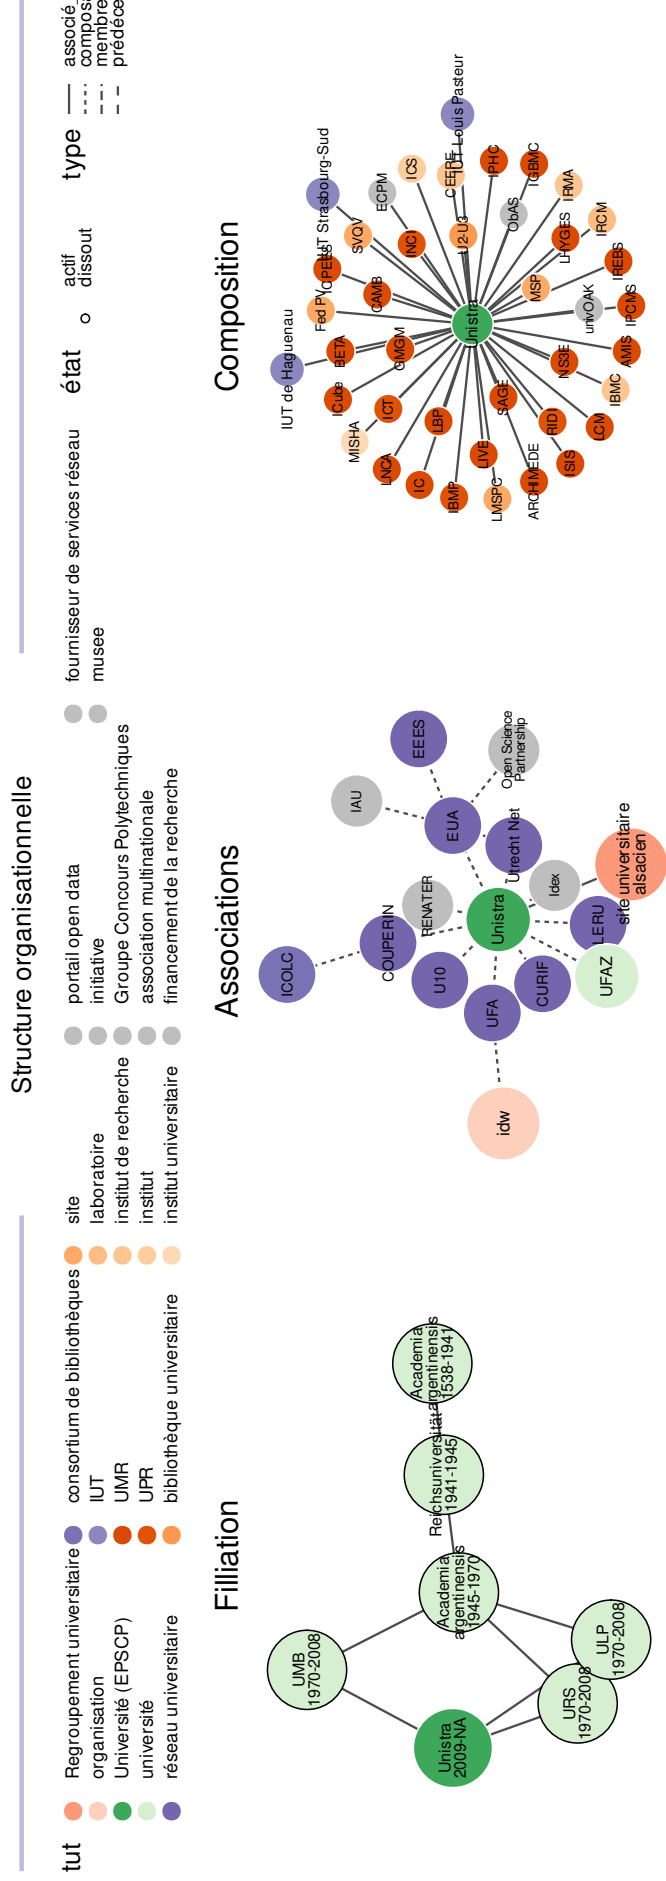 Structure organisationnelle
tut
Regroupement universitaire
organisation
Université (EPSCP)
université
réseau universitaire
consortium de bibliothèques
IUT
UMR
UPR
bibliothèque universitaire
site
laboratoire
institut de recherche
institut
institut universitaire
portail open data
initiative
Groupe Concours Polytechniques
association multinationale
financement de la recherche
fournisseur de services réseau
musee
état
actif
dissout
type
associé_
compos
membre
prédéce
Filliation
UMB
1970-2008
Unistra
2009-NA
URS
1970-2008
ULP
1970-2008
Academia
argentinensis
1945-1970
Reichsuniversität
1941-1945
Academia
argentinensis
1538-1941
Associations
ICOLC
COUPERIN
RENATER
IAU
EUA
EEES
Open Science
Partnership
Utrecht Net
Unistra
Idex
site universitaire
alsacien
LERU
UFAZ
CURIF
U10
UFA
idw
Composition
IUT de Haguenau
Fed PV
ICPEES
IUT Strasbourg-Sud
SVQV
ECPM
ICS
CEERE
IUT Louis Pasteur
IPHC
IGBMC
IRMA
ObAS
U2-U3
INCI
CAMB
BETA
GMGM
ICube
MISHA
ICT
LNCA
IC
LBP
IBMP
LIVE
LMSPC
SAGE
ARCHIMEDE
RIDI
ISIS
LCM
NS3E
IBMC
AMIS
IPCMS
univOAK
MSP
IREBS
LHYGES
IRCM
Unistra